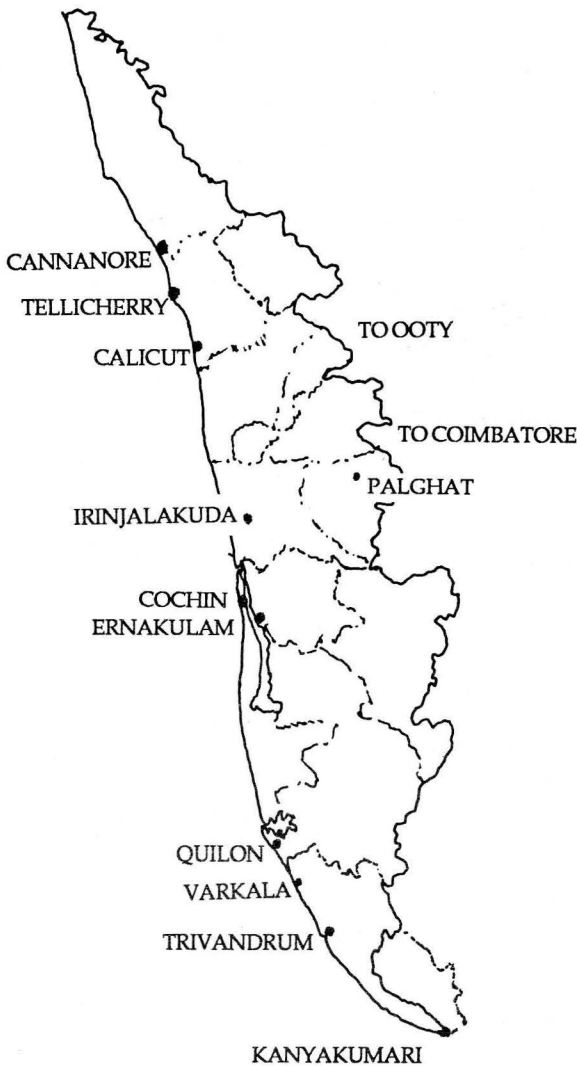 CANNANORE
TELLICHERRY
TO OOTY
CALICUT
TO COIMBATORE
PALGHAT
IRINJALAKUDA
COCHIN
ERNAKULAM
QUILON
VARKALA
TRIVANDRUM
KANYAKUMARI